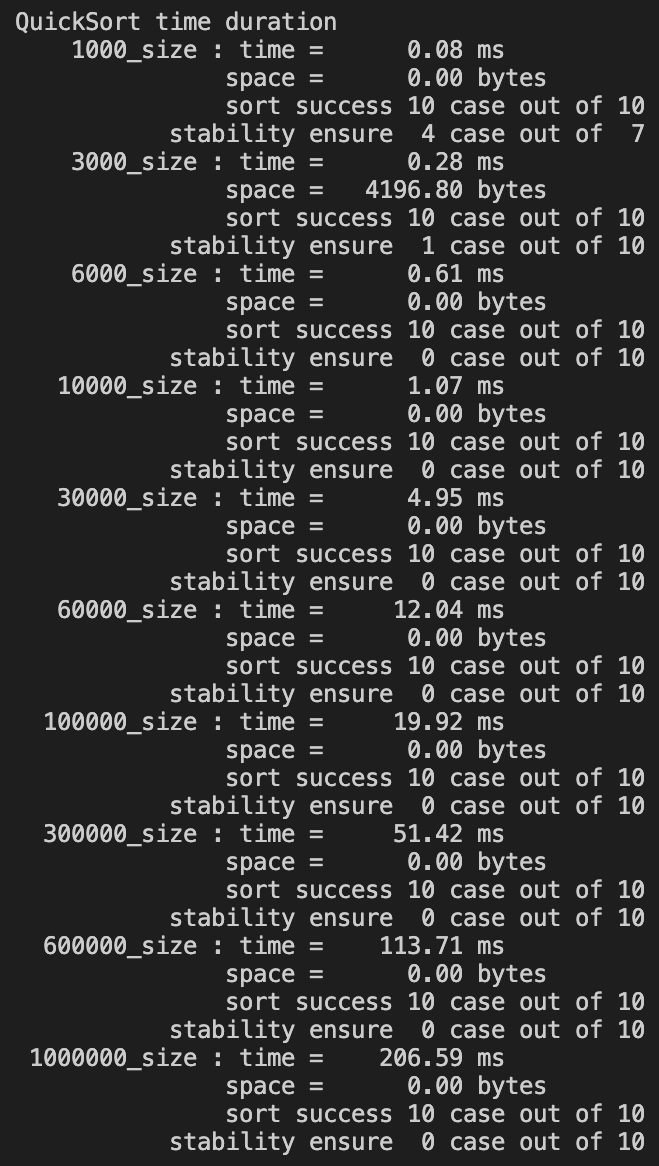 QuickSort time duration
1000_size : time = 0.08 ms
space = 0.00 bytes
sort success 10 case out of 10
stability ensure 4 case out of 7
3000_size : time = 0.28 ms
space = 4196.80 bytes
sort success 10 case out of 10
stability ensure 1 case out of 10
6000_size : time = 0.61 ms
space = 0.00 bytes
sort success 10 case out of 10
stability ensure 0 case out of 10
10000_size : time = 1.07 ms
space = 0.00 bytes
sort success 10 case out of 10
stability ensure 0 case out of 10
30000_size : time = 4.95 ms
space = 0.00 bytes
sort success 10 case out of 10
stability ensure 0 case out of 10
60000_size : time = 12.04 ms
space = 0.00 bytes
sort success 10 case out of 10
stability ensure 0 case out of 10
100000_size : time = 19.92 ms
space = 0.00 bytes
sort success 10 case out of 10
stability ensure 0 case out of 10
300000_size : time = 51.42 ms
space = 0.00 bytes
sort success 10 case out of 10
stability ensure 0 case out of 10
600000_size : time = 113.71 ms
space = 0.00 bytes
sort success 10 case out of 10
stability ensure 0 case out of 10
1000000_size : time = 206.59 ms
space = 0.00 bytes
sort success 10 case out of 10
stability ensure 0 case out of 10